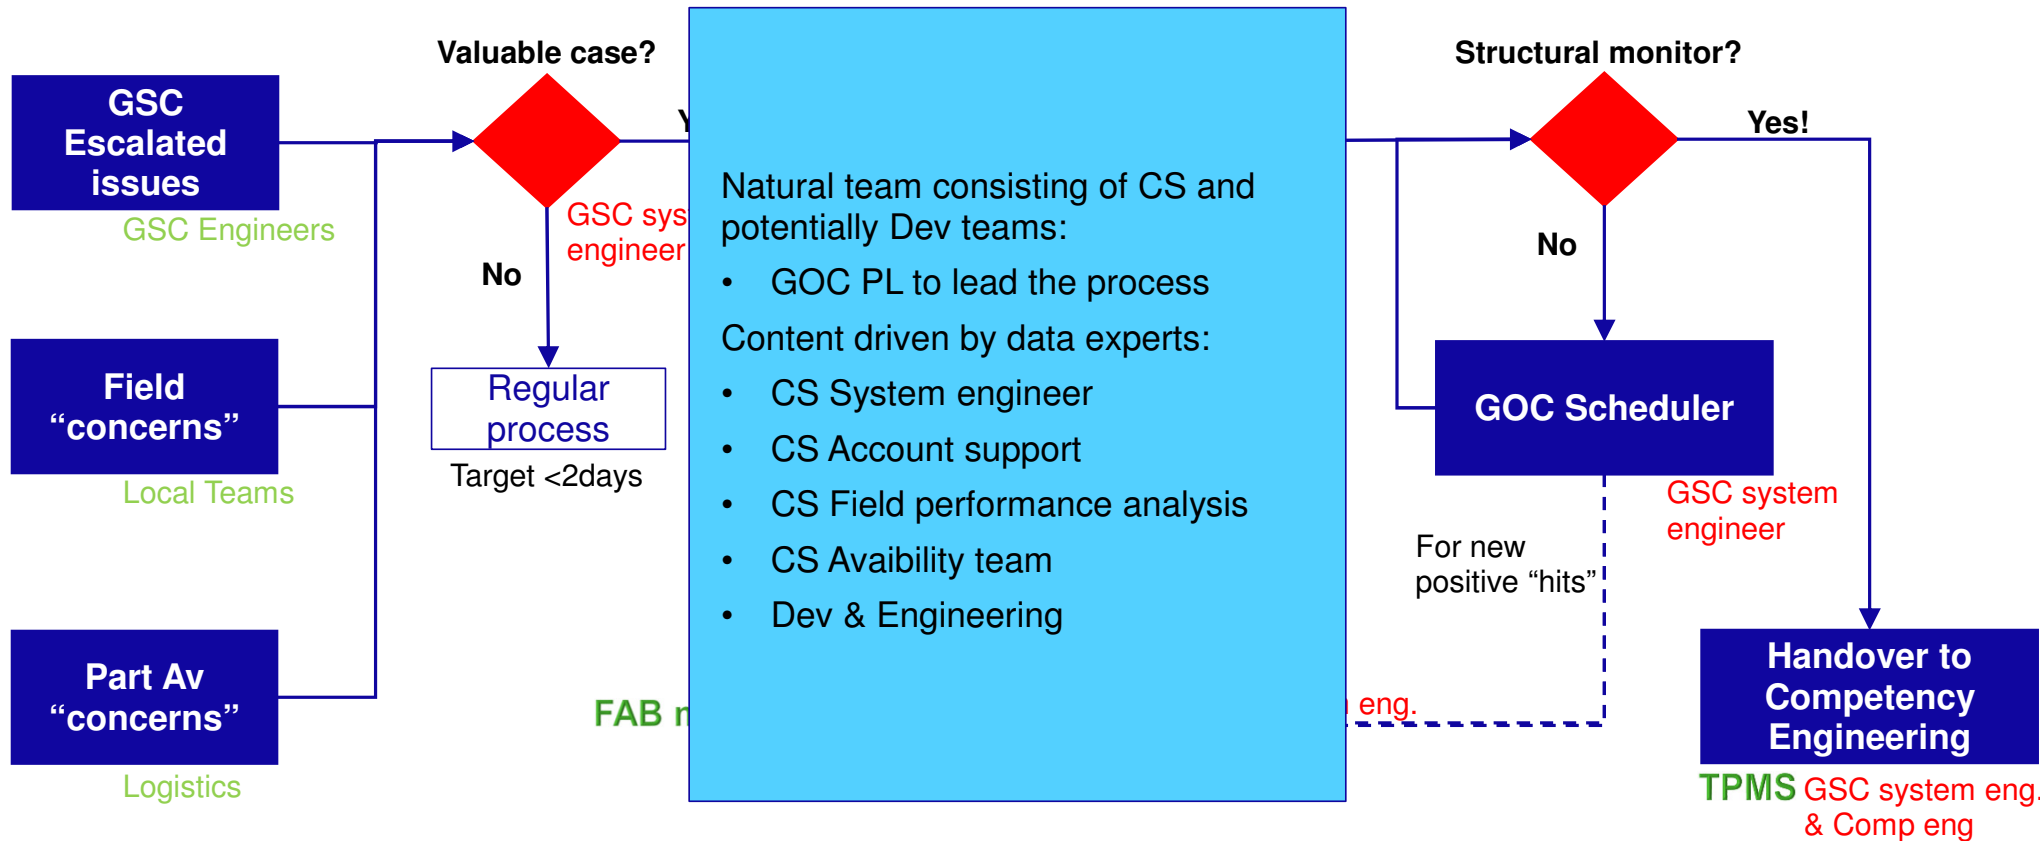 Valuable case?
GSC
Escalated
issues
GSC Engineers
Field
“concerns”
Local Teams
Part Av
“concerns”
Logistics
GSC
engineer
No
Regular
process
Target <2days
FAB
Natural team consisting of CS and
potentially Dev teams:
• GOC PL to lead the process
Content driven by data experts:
• CS System engineer
• CS Account support
• CS Field performance analysis
• CS Avaibility team
• Dev & Engineering
eng.
Structural monitor?
Yes!
No
GOC Scheduler
GSC system
engineer
For new
positive “hits”
Handover to
Competency
Engineering
TPMS GSC system eng.
& Comp eng